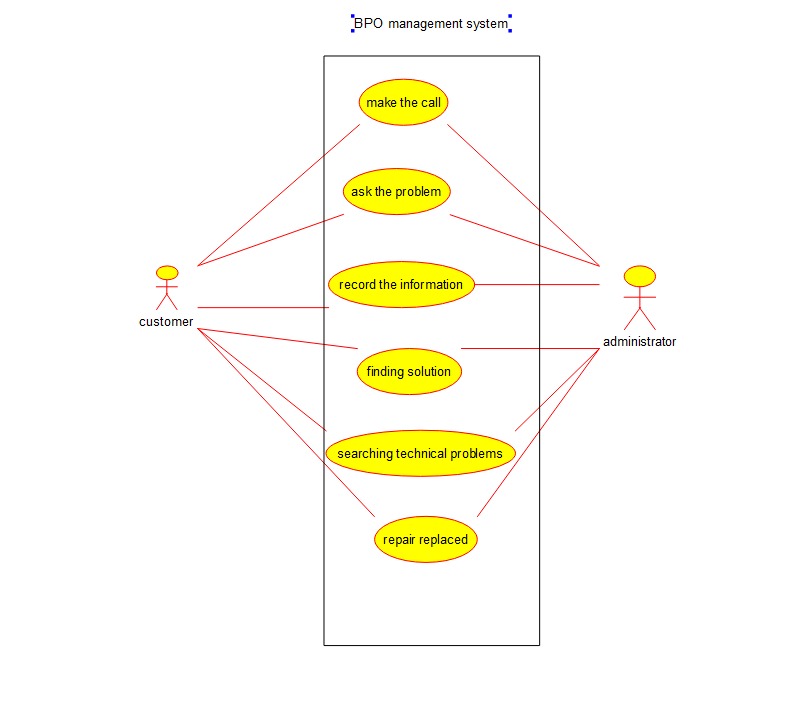 BPO management system
make the call
ask the problem
record the information
customer
administrator
finding solution
searching technical problems
repair replaced